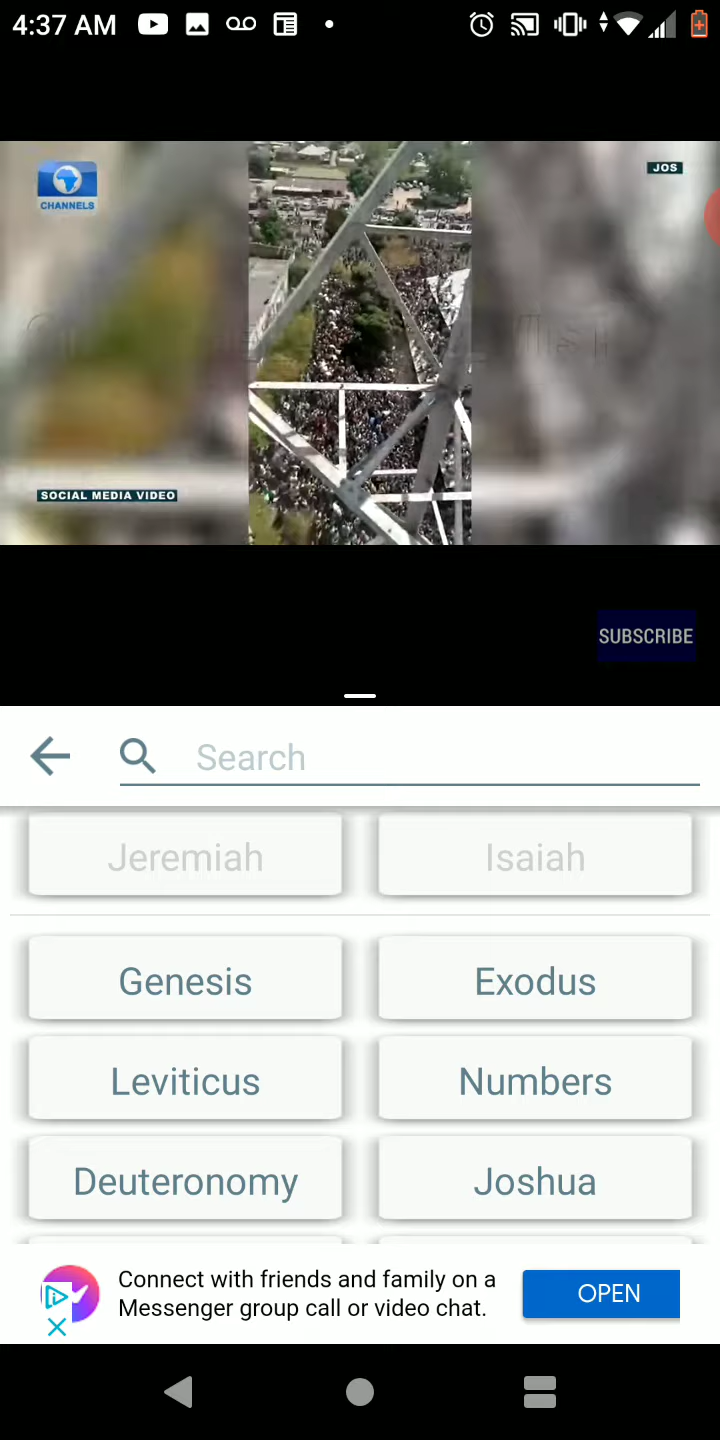 4:37 AM
CHANNELS
JOS
SOCIAL MEDIA VIDEO
SUBSCRIBE
Search
Jeremiah Isaiah
Genesis Exodus
Leviticus Numbers
Deuteronomy Joshua
Connect with friends and family on a
Messenger group call or video chat.
OPEN